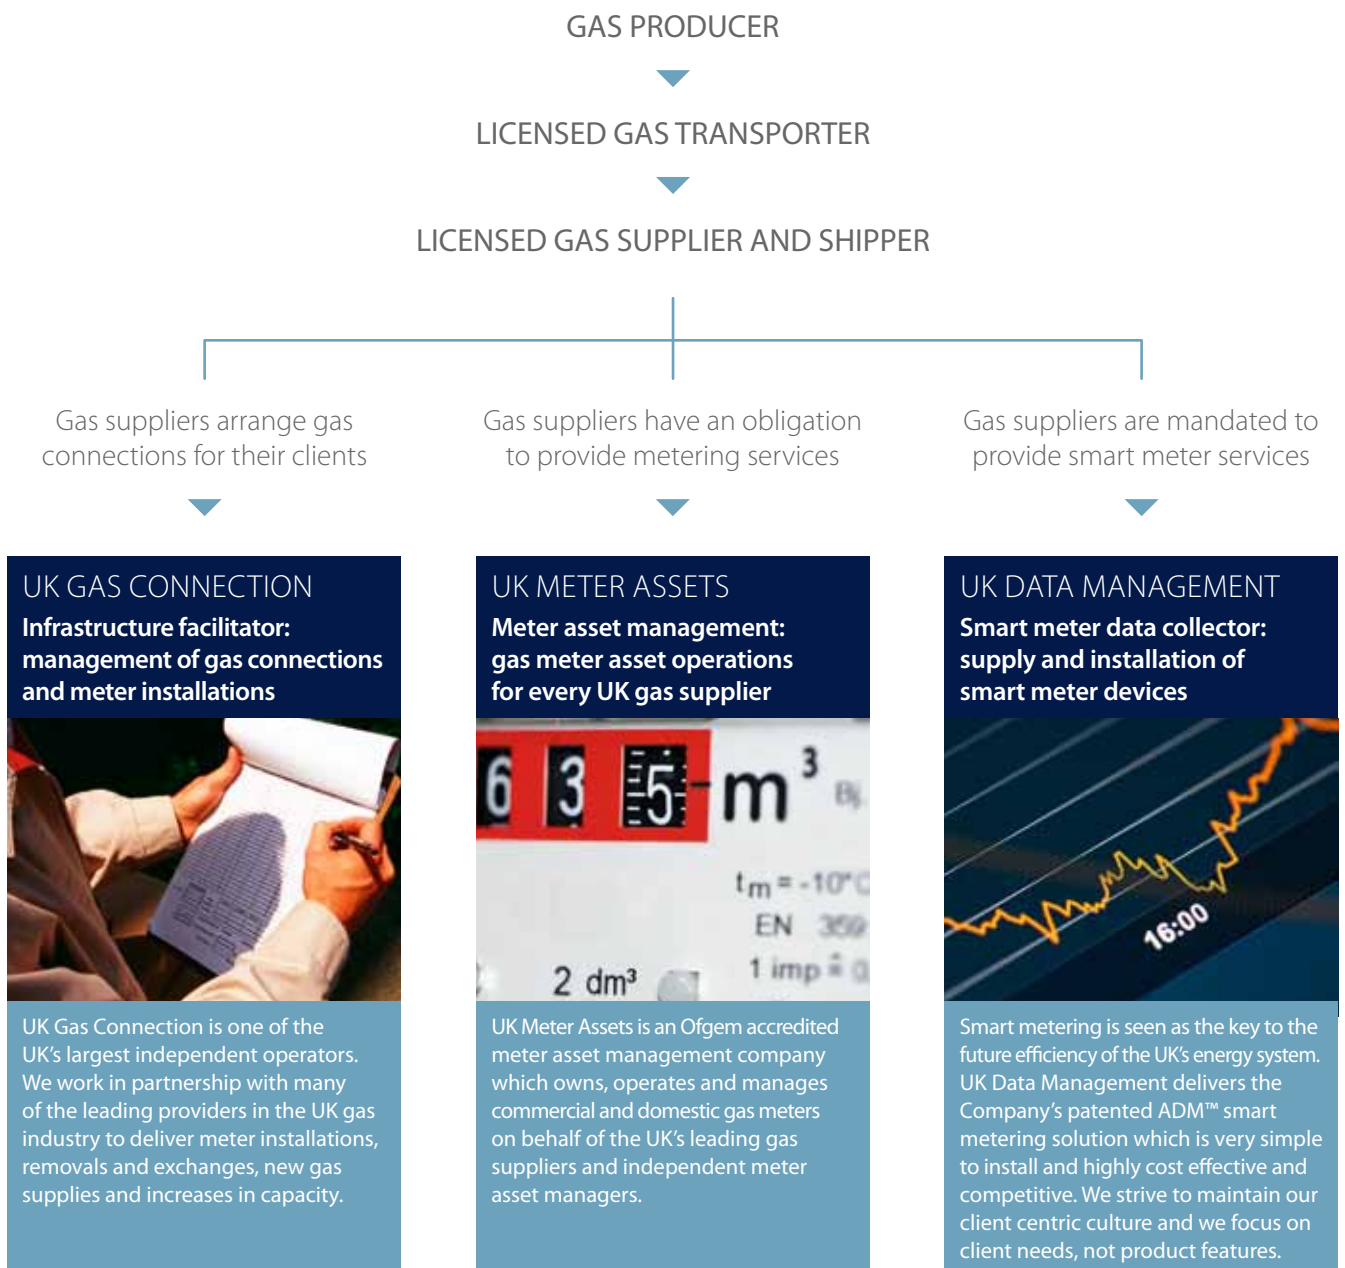 GAS PRODUCER
LICENSED GAS TRANSPORTER
LICENSED GAS SUPPLIER AND SHIPPER
Gas suppliers arrange gas
connections for their clients
Gas suppliers have an obligation
to provide metering services
Gas suppliers are mandated to
provide smart meter services
UK GAS CONNECTION
Infrastructure facilitator:
management of gas connections
and meter installations
UK Gas Connection is one of the
UK's largest independent operators.
We work in partnership with many
of the leading providers in the UK gas
industry to deliver meter installations,
removals and exchanges, new gas
supplies and increases in capacity.
UK METER ASSETS
Meter asset management:
gas meter asset operations
for every UK gas supplier
6 3 5 m³
tm = -10°C
EN 359
1 imp
2 dm³
UK Meter Assets is an Ofgem accredited
meter asset management company
which owns, operates and manages
commercial and domestic gas meters
on behalf of the UK's leading gas
suppliers and independent meter
asset managers.
UK DATA MANAGEMENT
Smart meter data collector:
supply and installation of
smart meter devices
16:00
Smart metering is seen as the key to the
future efficiency of the UK's energy system.
UK Data Management delivers the
Company's patented ADM™ smart
metering solution which is very simple
to install and highly cost effective and
competitive. We strive to maintain our
client centric culture and we focus on
client needs, not product features.